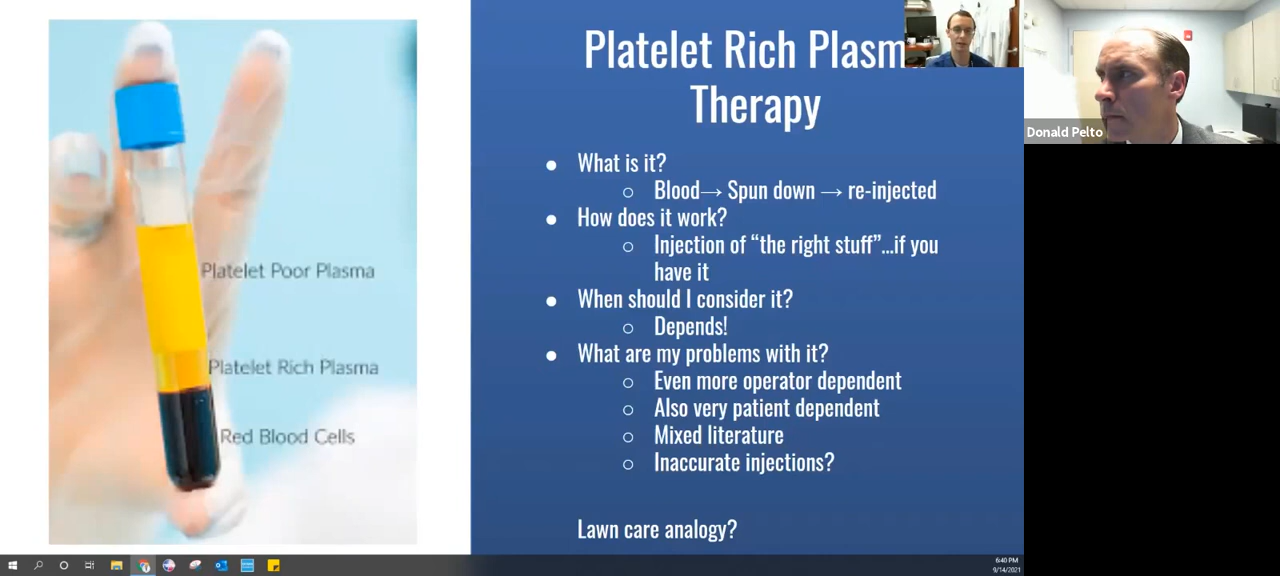 Platelet Rich Plasm
Therapy
What is it?
Blood→ Spun down → re-injected
How does it work?
Injection of “the right stuff”...if you
have it
When should I consider it?
Depends!
What are my problems with it?
Even more operator dependent
Also very patient dependent
Mixed literature
Inaccurate injections?
Lawn care analogy?
Platelet Poor Plasma
Platelet Rich Plasma
Red Blood Cells
Donald Pelto
6:40 PM
9/14/2021